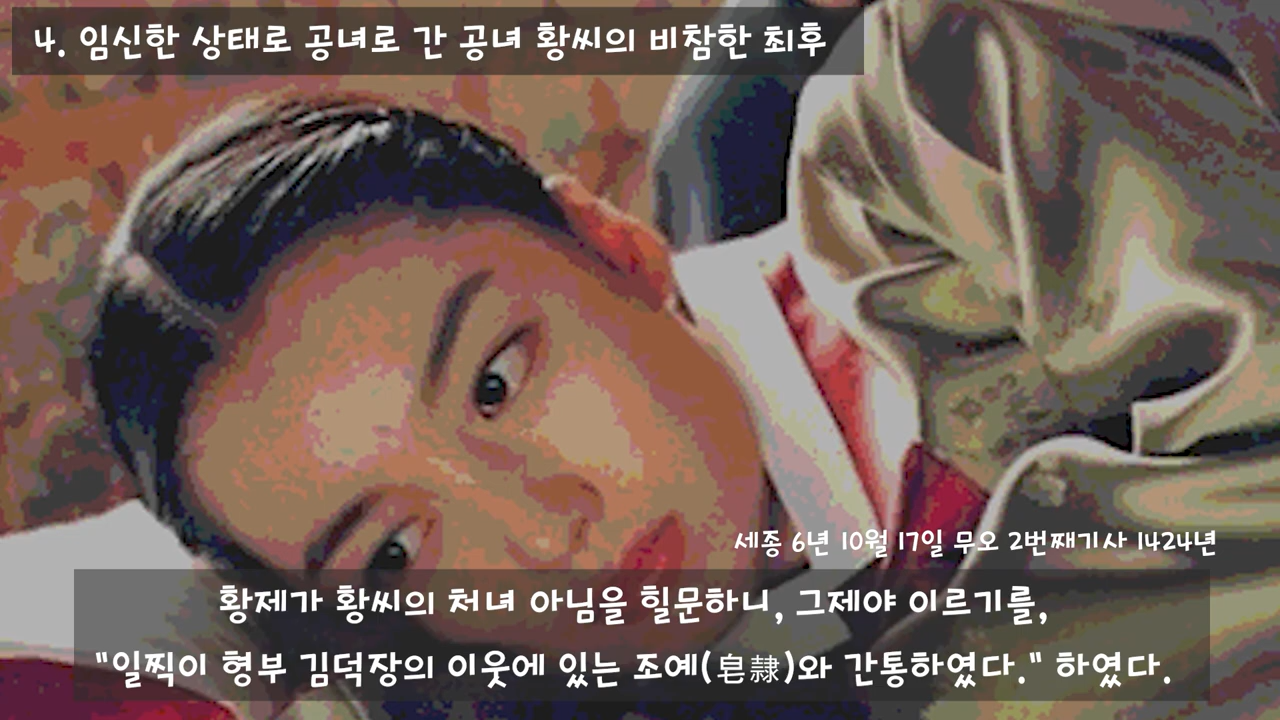 4. 임신한 상태로 공녀로 간 공녀 황씨의 비참한 최후
세종 6년 10월 17일 무오 2번째기사 1424년
황제가 황씨의 처녀 아님을 힐문하니, 그제야 이르기를,
"일찍이 형부 김덕장의 이웃에 있는 조예(皂隷)와 간통하였다." 하였다.